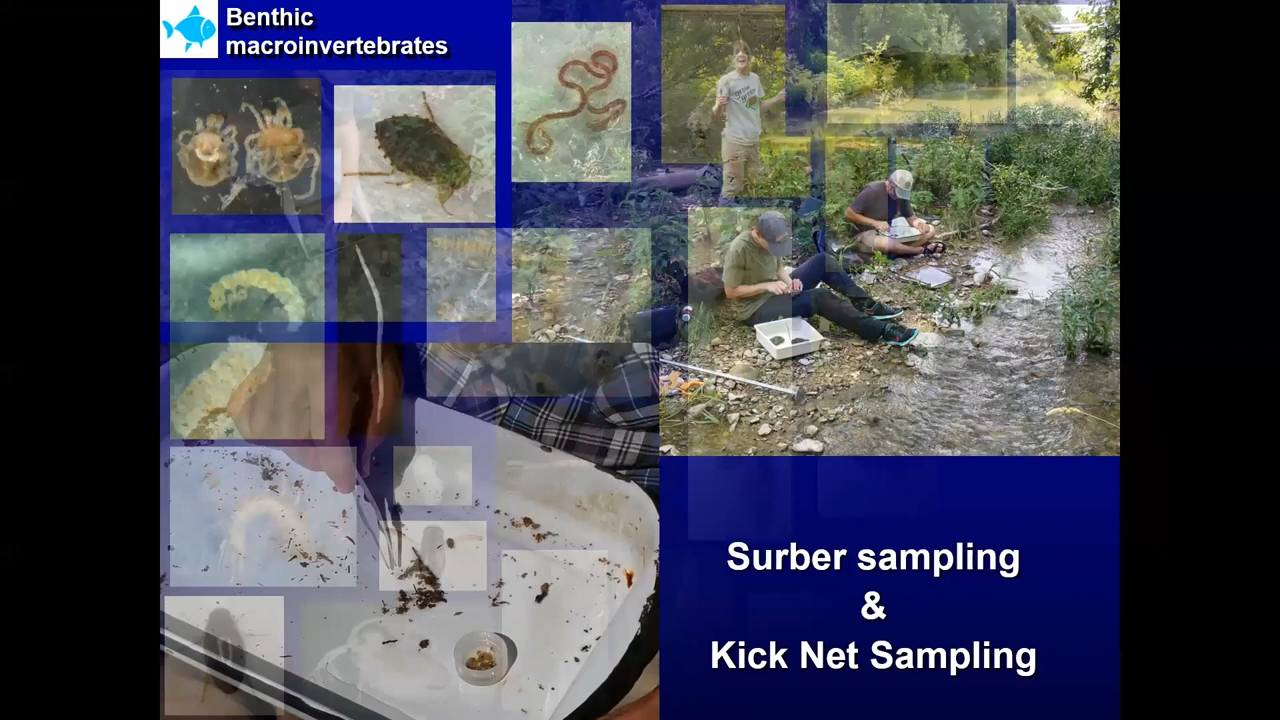 Benthic
macroinvertebrates
Surber sampling
&
Kick Net Sampling